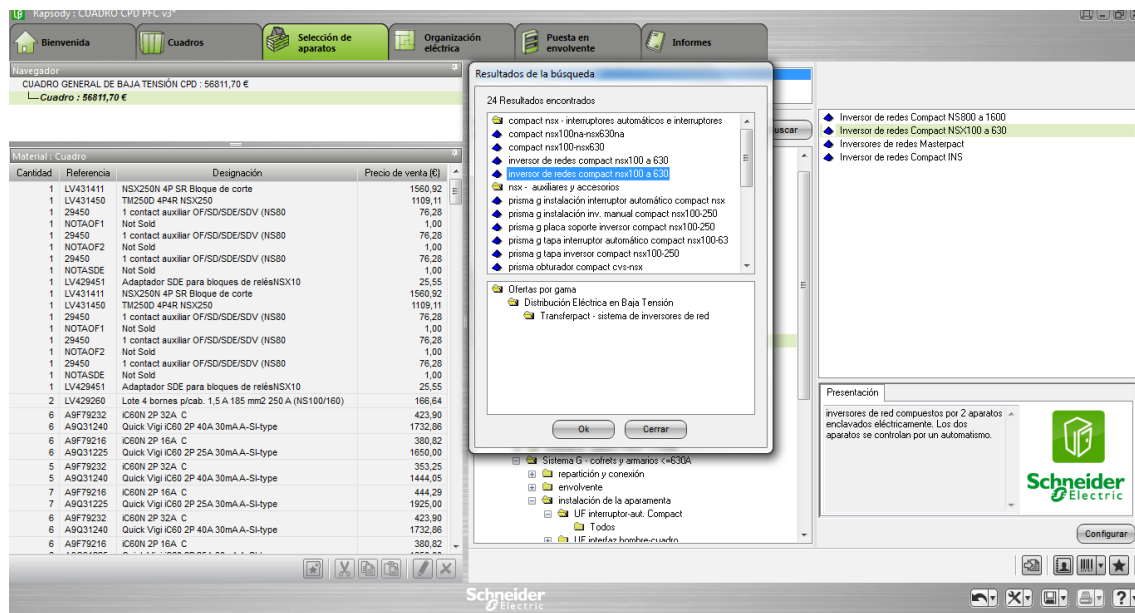 Rapsody : CUADRO CPD PFC v3*
Bienvenida
Cuadros
Selección de aparatos
Organización eléctrica
Puesta en envolvente
Informes
Navegador
CUADRO GENERAL DE BAJA TENSIÓN CPD : 56811,70 €
Cuadro : 56811,70 €
Material : Cuadro
Cantidad Referencia Designación Precio de venta (€)
1 LV431411 NSX250N 4P SR Bloque de corte 1560,92
1 LV431450 TM250D 4P4R NSX250 1109,11
1 29450 1 contact auxiliar OF/SD/SDE/SDV (NS80 76,28
1 NOTAOF1 Not Sold 1,00
1 29450 1 contact auxiliar OF/SD/SDE/SDV (NS80 76,28
1 NOTAOF2 Not Sold 1,00
1 29450 1 contact auxiliar OF/SD/SDE/SDV (NS80 76,28
1 NOTASDE Not Sold 1,00
1 LV429451 Adaptador SDE para bloques de relésNSX10 25,55
1 LV431411 NSX250N 4P SR Bloque de corte 1560,92
1 LV431450 TM250D 4P4R NSX250 1109,11
1 29450 1 contact auxiliar OF/SD/SDE/SDV (NS80 76,28
1 NOTAOF1 Not Sold 1,00
1 29450 1 contact auxiliar OF/SD/SDE/SDV (NS80 76,28
1 NOTAOF2 Not Sold 1,00
1 29450 1 contact auxiliar OF/SD/SDE/SDV (NS80 76,28
1 NOTASDE Not Sold 1,00
1 LV429451 Adaptador SDE para bloques de relésNSX10 25,55
2 LV429260 Lote 4 bornes p/cab. 1,5 A 185 mm2 250 A (NS100/160) 166,64
6 A9F79232 iC60N 2P 32A C 423,90
6 A9Q31240 Quick Vigi iC60 2P 40A 30mA A-SI-type 1732,86
6 A9F79216 iC60N 2P 16A C 380,82
6 A9Q31225 Quick Vigi iC60 2P 25A 30mA A-SI-type 1650,00
5 A9F79232 iC60N 2P 32A C 353,25
5 A9Q31240 Quick Vigi iC60 2P 40A 30mA A-SI-type 1444,05
7 A9F79216 iC60N 2P 16A C 444,29
7 A9Q31225 Quick Vigi iC60 2P 25A 30mA A-SI-type 1925,00
6 A9F79232 iC60N 2P 32A C 423,90
6 A9Q31240 Quick Vigi iC60 2P 40A 30mA A-SI-type 1732,86
6 A9F79216 iC60N 2P 16A C 380,82
Resultados de la búsqueda
24 Resultados encontrados
compact nsx - interruptores automáticos e interruptores
compact nsx100na-nsx630na
compact nsx100-nsx630
inversor de redes compact nsx100 a 630
inversor de redes compact nsx100 a 630
nsx - auxiliares y accesorios
prisma g instalación interruptor automático compact nsx
prisma g instalación inv. manual compact nsx100-250
prisma g placa soporte inversor compact nsx100-250
prisma g tapa interruptor automático compact nsx100-63
prisma g tapa inversor compact nsx100-250
prisma obturador compact cvs-nsx
Ofertas por gama
Distribución Eléctrica en Baja Tensión
Transferpact - sistema de inversores de red
Ok
Cerrar
uscar
Sistema G - cofrets y armarios <=630A
repartición y conexión
envolvente
instalación de la aparamenta
UF interruptor-aut. Compact
Todos
UF interfaz hombre-cuadro
Inversor de redes Compact NS800 a 1600
Inversor de redes Compact NSX100 a 630
Inversores de redes Masterpact
Inversor de redes Compact INS
Presentación
inversores de red compuestos por 2 aparatos
enclavados eléctricamente. Los dos
aparatos se controlan por un automatismo.
Schneider
Electric
Configurar
Schneider
Electric